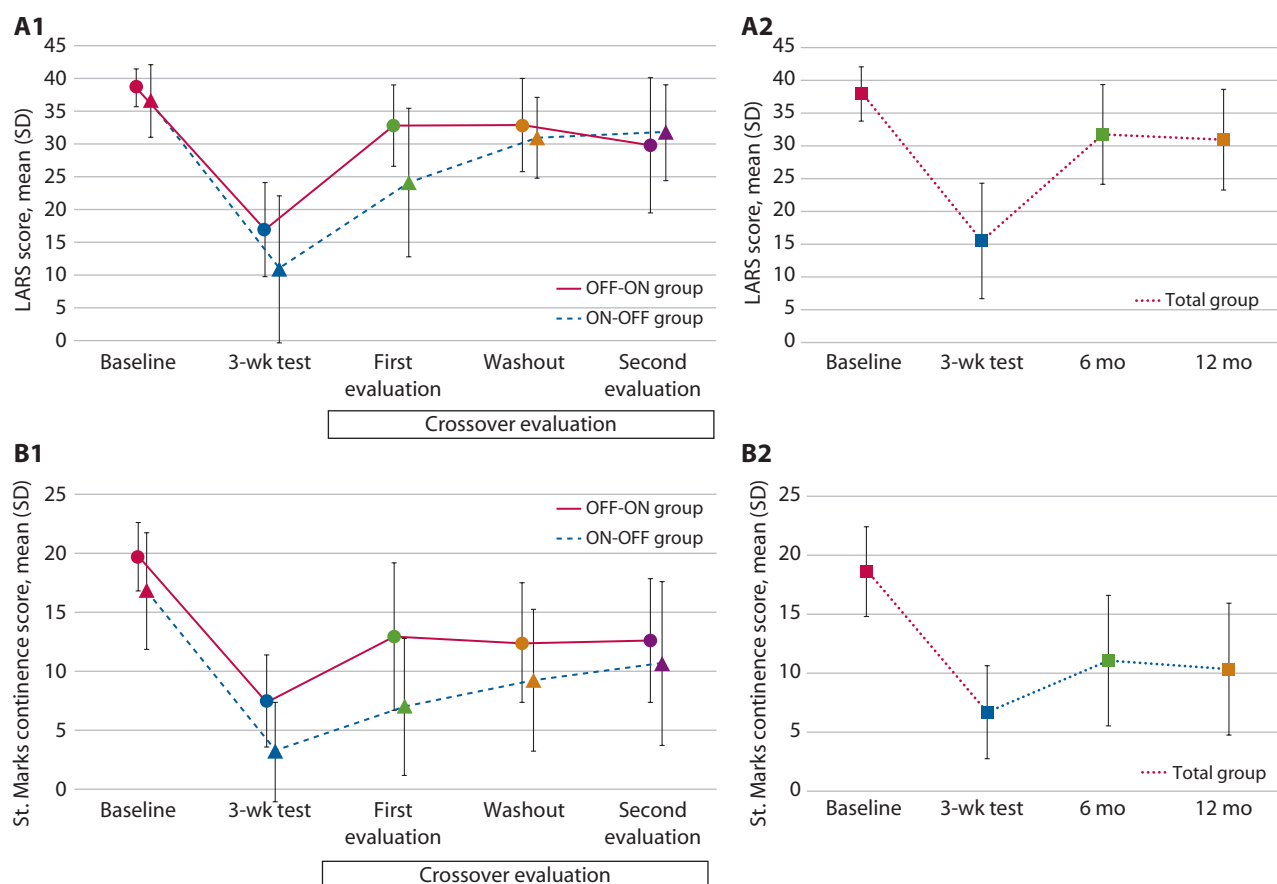 A1
LARS score, mean (SD)
45
40
35
30
25
20
15
10
5
0
OFF-ON group
ON-OFF group
Baseline
3-wk test
First
evaluation
Washout
Second
evaluation
Crossover evaluation
A2
LARS score, mean (SD)
45
40
35
30
25
20
15
10
5
0
Total group
Baseline
3-wk test
6 mo
12 mo
B1
St. Marks continence score, mean (SD)
25
20
15
10
5
0
OFF-ON group
ON-OFF group
Baseline
3-wk test
First
evaluation
Washout
Second
evaluation
Crossover evaluation
B2
St. Marks continence score, mean (SD)
25
20
15
10
5
0
Total group
Baseline
3-wk test
6 mo
12 mo